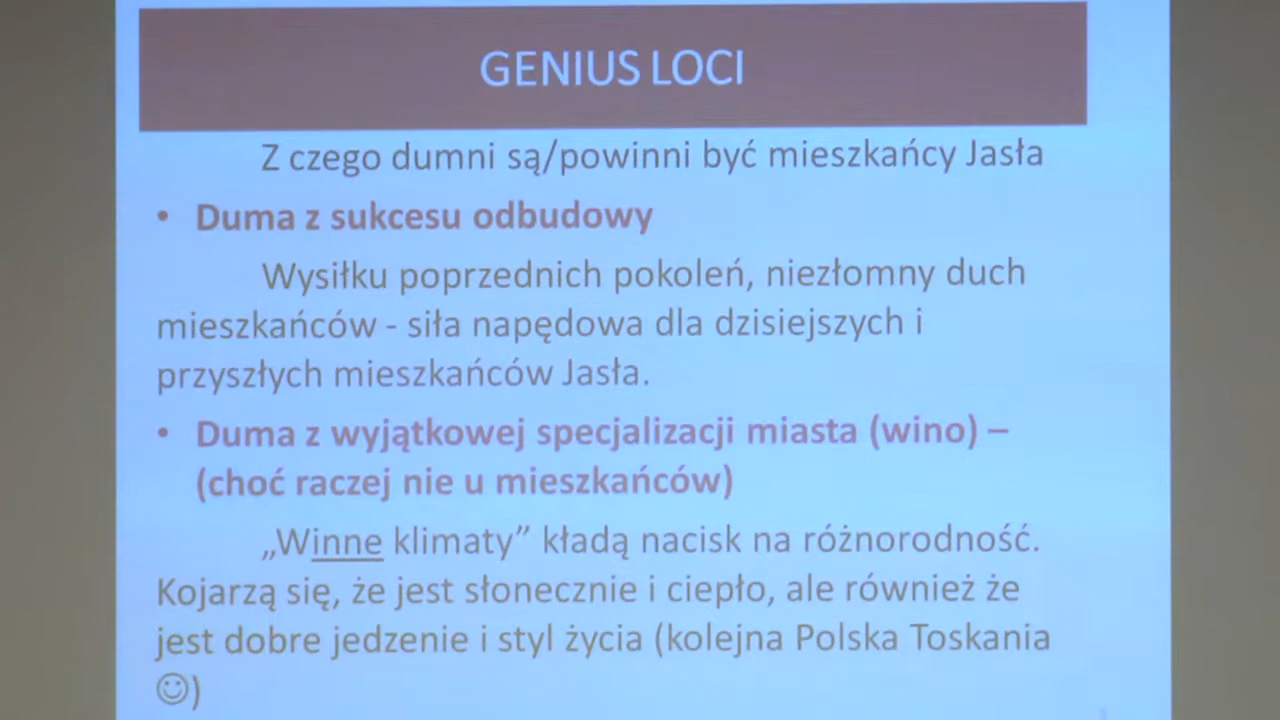 GENIUS LOCI
Z czego dumni są/powinni być mieszkańcy Jasła
• Duma z sukcesu odbudowy
Wysiłku poprzednich pokoleń, niezłomny duch
mieszkańców - siła napędowa dla dzisiejszych i
przyszłych mieszkańców Jasła.
• Duma z wyjątkowej specjalizacji miasta (wino) –
(choć raczej nie u mieszkańców)
„Winne klimaty” kładą nacisk na różnorodność.
Kojarzą się, że jest słonecznie i ciepło, ale również że
jest dobre jedzenie i styl życia (kolejna Polska Toskania
☺)